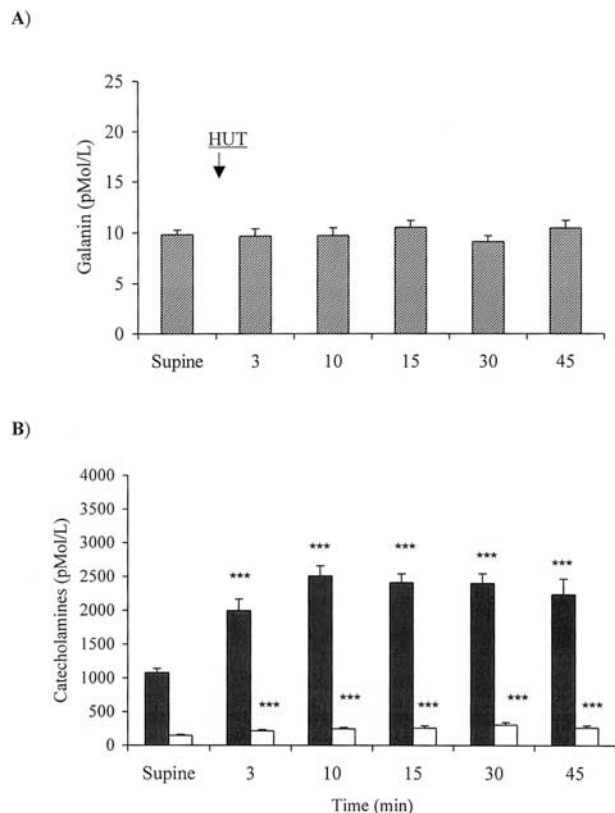 A)
Galanin (pMol/L)
25
20
15
10
5
0
HUT
Supine 3 10 15 30 45
B)
Catecholamines (pMol/L)
4000
3500
3000
2500
2000
1500
1000
500
0
*** *** *** *** ***
*** *** *** *** ***
Supine 3 10 15 30 45
Time (min)